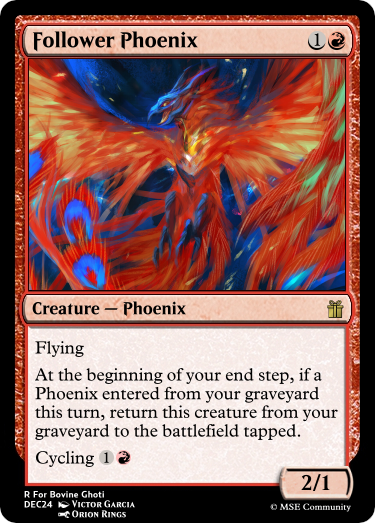 Follower Phoenix 1
Creature — Phoenix
Flying
At the beginning of your end step, if a
Phoenix entered from your graveyard
this turn, return this creature from your
graveyard to the battlefield tapped.
Cycling 1
2/1
R For Bovine Ghoti
DEC24 Victor Garcia
Orion Rings
© MSE Community